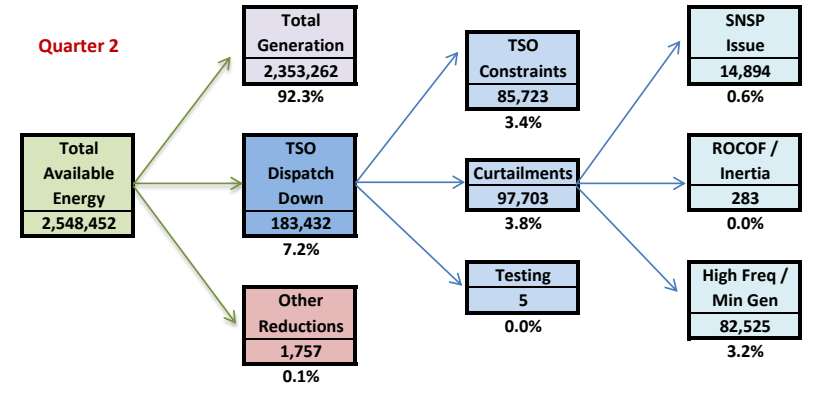 Quarter 2
Total
Available
Energy
2,548,452
Total
Generation
2,353,262
92.3%
TSO
Dispatch
Down
183,432
7.2%
Other
Reductions
1,757
0.1%
TSO
Constraints
85,723
3.4%
Curtailments
97,703
3.8%
Testing
5
0.0%
SNSP
Issue
14,894
0.6%
ROCOF /
Inertia
283
0.0%
High Freq /
Min Gen
82,525
3.2%